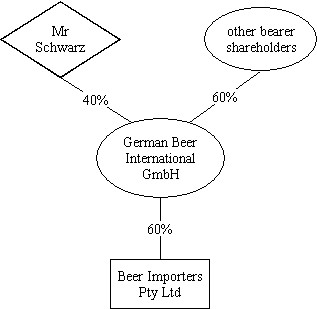 Mr
Schwarz
other bearer
shareholders
40%
60%
German Beer
International
GmbH
60%
Beer Importers
Pty Ltd